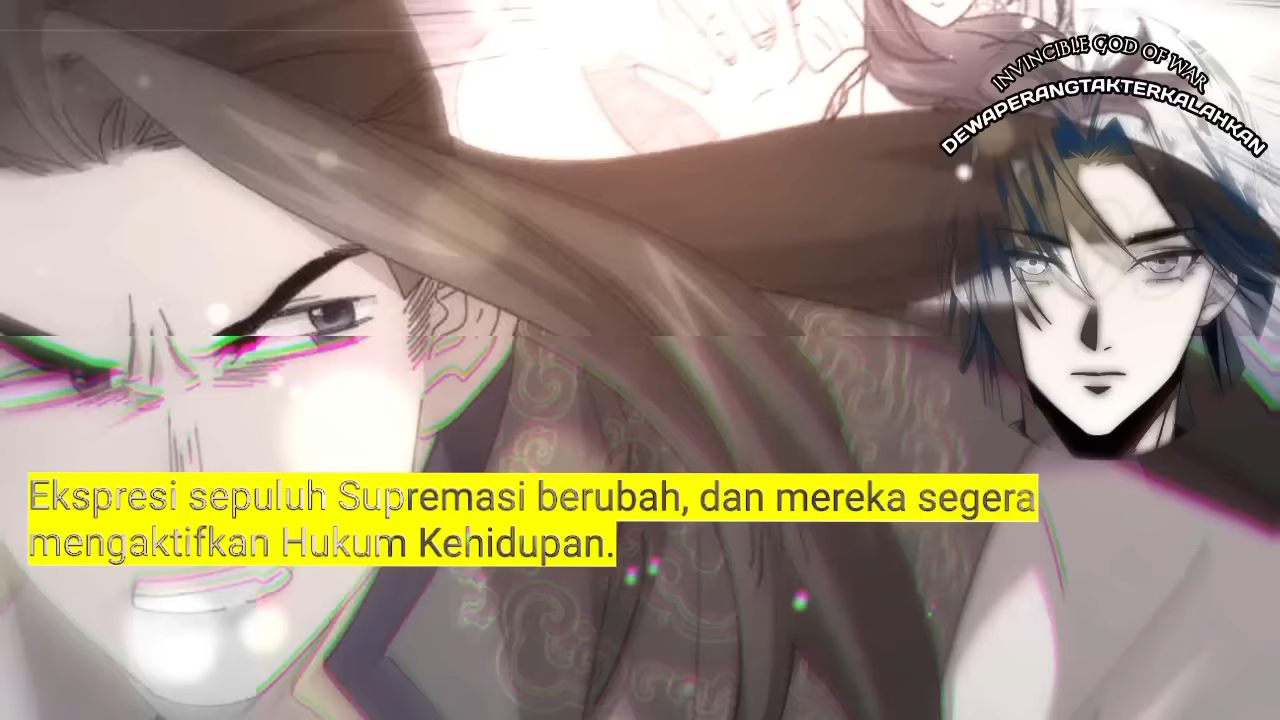 INVINCIBLE GOD OF WAR
DEWAPERANGTAKTERKALAHKAN
Ekspresi sepuluh Supremasi berubah, dan mereka segera
mengaktifkan Hukum Kehidupan.